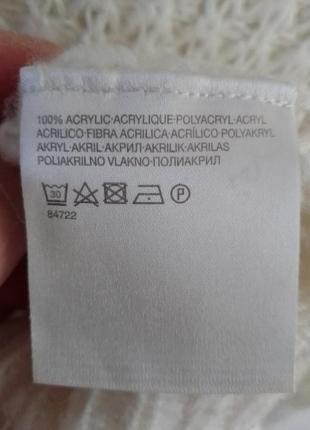 100% ACRYLIC·ACRYLIQUE·POLYACRYL·ACRYL
ACRILICO·FIBRA ACRILICA·ACRÍLICO·POLYAKRYL
AKRYL·AKRIL·АКРИЛ·AKRILIK·AKRILAS
POLIAKRILNO VLAKNO·ПОЛИАКРИЛ
30 P
84722